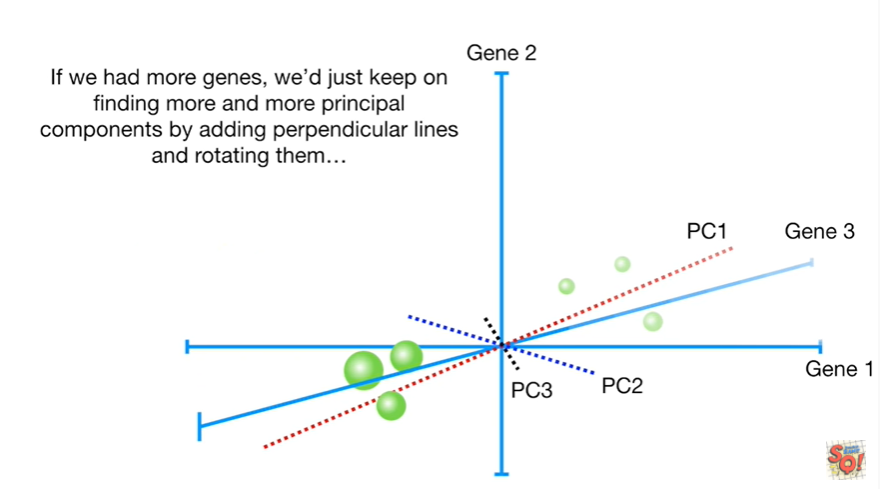 Gene 2
If we had more genes, we’d just keep on
finding more and more principal
components by adding perpendicular lines
and rotating them…
PC1
Gene 3
Gene 1
PC3
PC2
SQ!